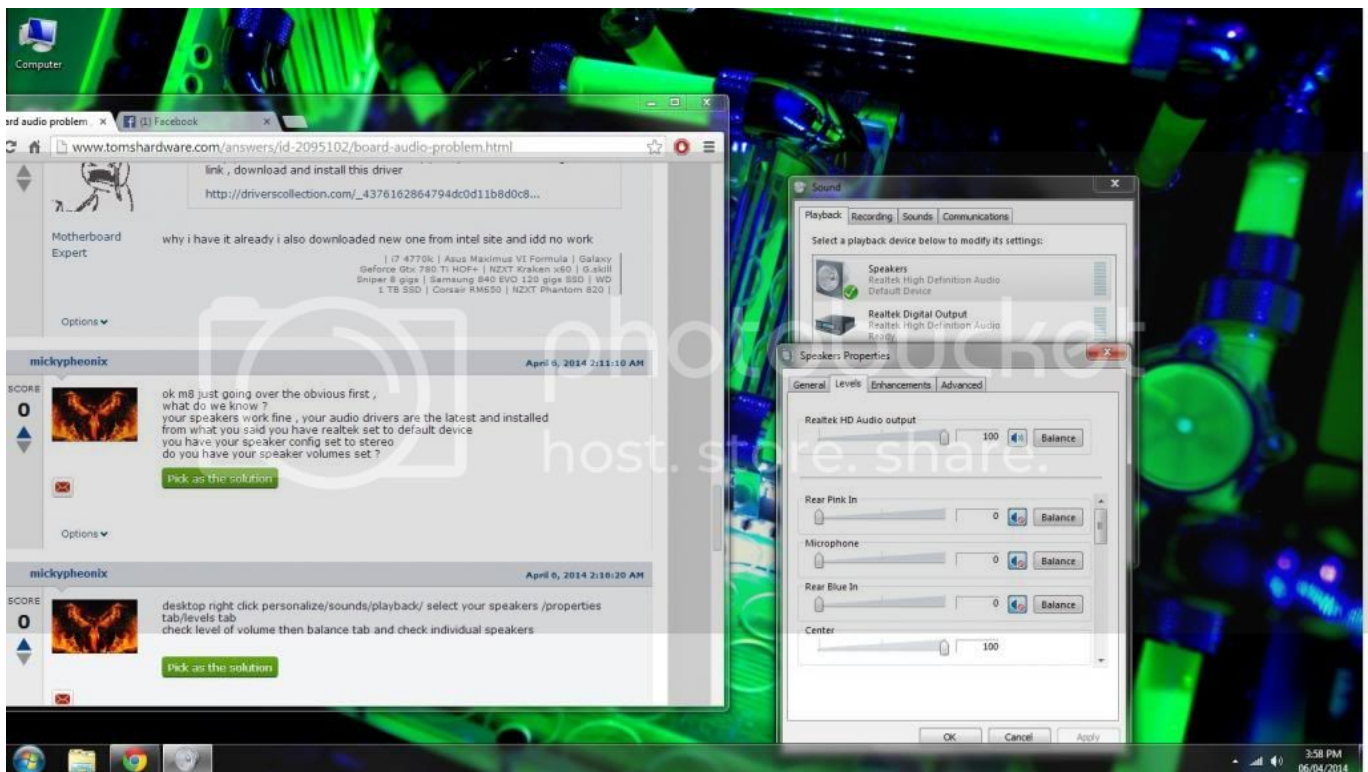 Computer
ard audio problem
(1) Facebook
www.tomshardware.com/answers/id-2095102/board-audio-problem.html
link , download and install this driver
http://driverscollection.com/_4376162864794dc0d11b8d0c8...
Motherboard
Expert
why i have it already i also downloaded new one from intel site and idd no work
| i7 4770k | Asus Maximus VI Formula | Galaxy
Geforce Gtx 780 Ti HOF+ | NZXT Kraken x60 | G.skill
Sniper 8 gigs | Samsung 840 EVO 120 gigs SSD | WD
1 TB SSD | Corsair RM650 | NZXT Phantom 820 |
Options
mickypheonix
April 6, 2014 2:11:10 AM
SCORE
0
ok m8 just going over the obvious first ,
what do we know ?
your speakers work fine , your audio drivers are the latest and installed
from what you said you have realtek set to default device
you have your speaker config set to stereo
do you have your speaker volumes set ?
Pick as the solution
Options
mickypheonix
April 6, 2014 2:16:20 AM
SCORE
0
desktop right click personalize/sounds/playback/ select your speakers /properties
tab/levels tab
check level of volume then balance tab and check individual speakers
Pick as the solution
Sound
Playback Recording Sounds Communications
Select a playback device below to modify its settings:
Speakers
Realtek High Definition Audio
Default Device
Realtek Digital Output
Realtek High Definition Audio
Ready
Speakers Properties
General Levels Enhancements Advanced
Realtek HD Audio output
100 Balance
Rear Pink In
0 Balance
Microphone
0 Balance
Rear Blue In
0 Balance
Center
100
OK Cancel Apply
photobucket
host. store. share.
3:58 PM
06/04/2014